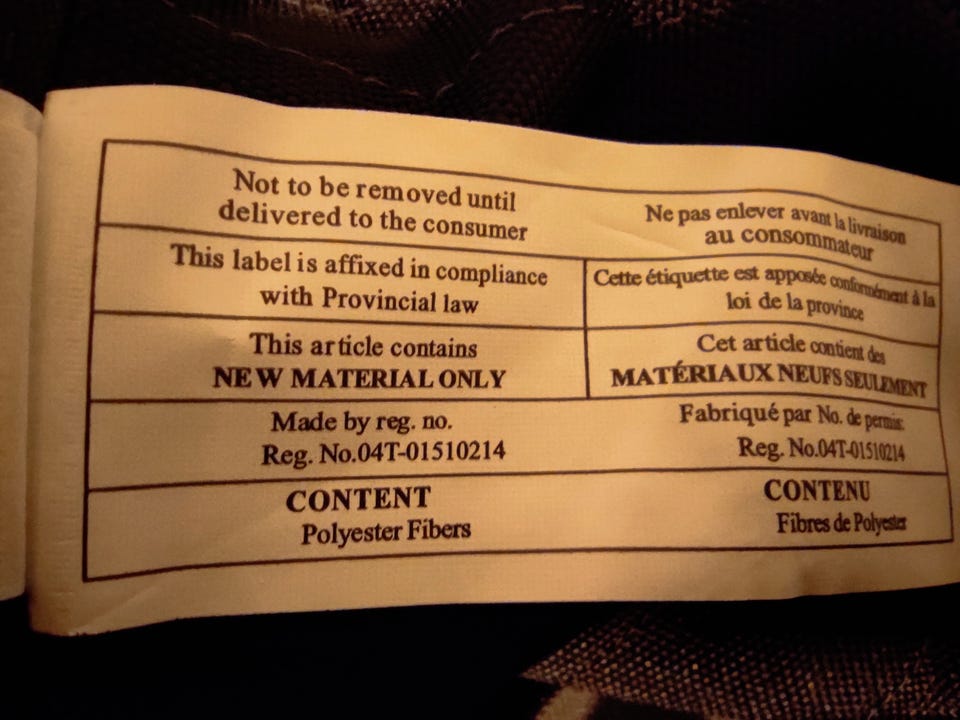 Not to be removed until
delivered to the consumer
Ne pas enlever avant la livraison
au consommateur
This label is affixed in compliance
with Provincial law
Cette étiquette est apposée conformément à la
loi de la province
This article contains
NEW MATERIAL ONLY
Cet article contient des
MATÉRIAUX NEUFS SEULEMENT
Made by reg. no.
Reg. No.04T-01510214
Fabriqué par No. de permis:
Reg. No.04T-01510214
CONTENT
Polyester Fibers
CONTENU
Fibres de Polyester